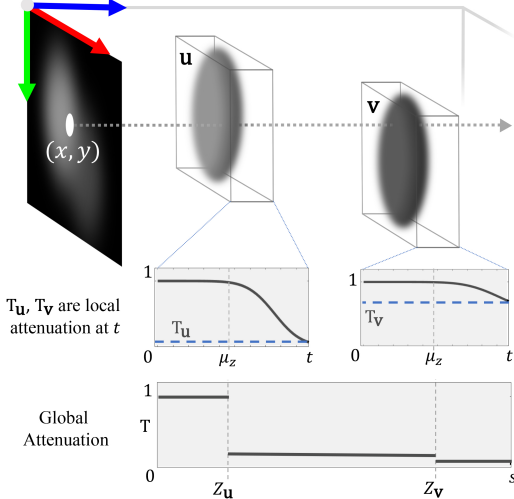 u
v
(x, y)
1
T_u
0
μ_z
t
1
T_v
0
μ_z
t
T_u, T_v are local
attenuation at t
Global
Attenuation
1
T
0
Z_u
Z_v
s